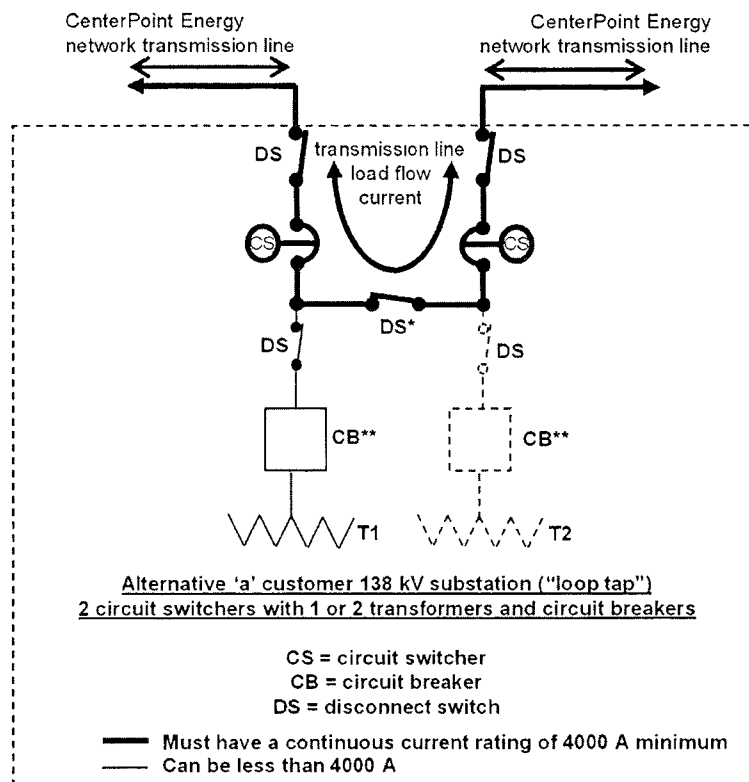 CenterPoint Energy
network transmission line
CenterPoint Energy
network transmission line
DS
transmission line
load flow
current
DS
CS
CS
DS*
DS
DS
CB**
CB**
T1
T2
Alternative ‘a’ customer 138 kV substation (“loop tap”)
2 circuit switchers with 1 or 2 transformers and circuit breakers
CS = circuit switcher
CB = circuit breaker
DS = disconnect switch
Must have a continuous current rating of 4000 A minimum
Can be less than 4000 A